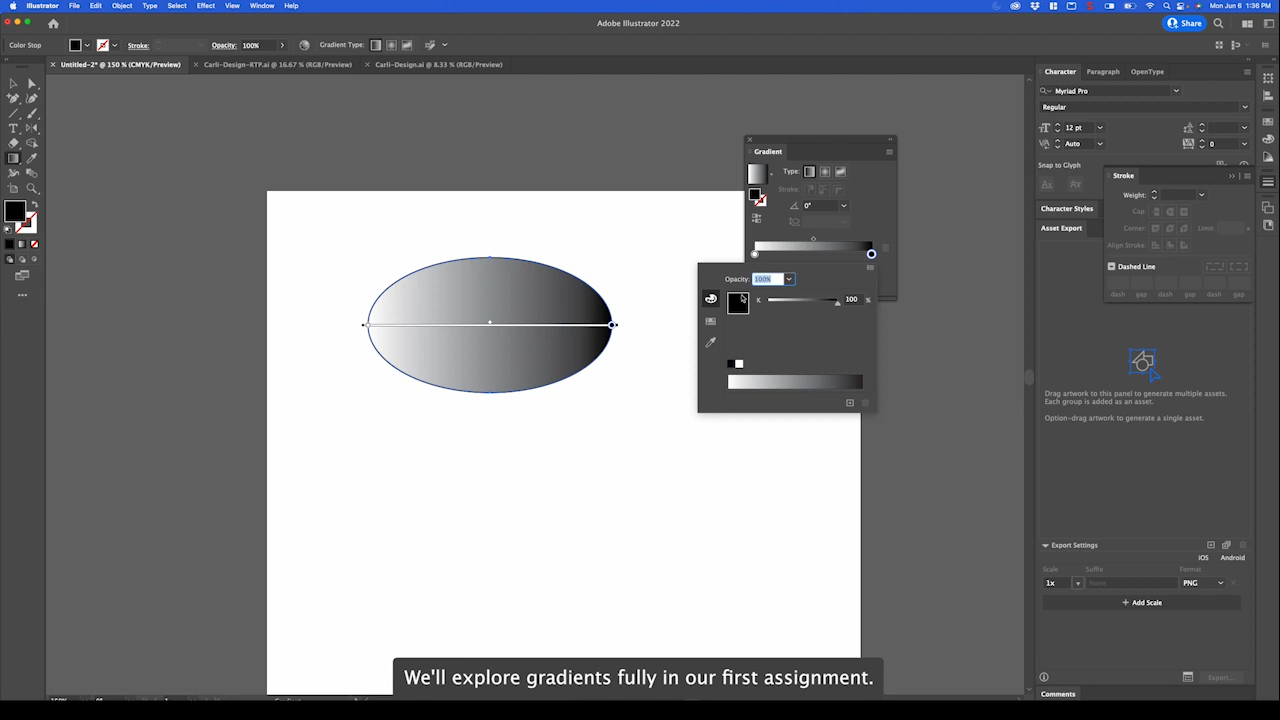 Illustrator File Edit Object Type Select Effect View Window Help
Mon Jun 6 1:36 PM
Adobe Illustrator 2022
Share
Color Stop
Stroke:
Opacity: 100%
Gradient Type:
Untitled-2* @ 150 % (CMYK/Preview)
Carli-Design-RTP.ai @ 16.67 % (RGB/Preview)
Carli-Design.ai @ 8.33 % (RGB/Preview)
Character Paragraph OpenType
Myriad Pro
Regular
12 pt
Auto
0
Snap to Glyph
Character Styles
Asset Export
Stroke
Weight:
Cap:
Corner: Limit:
Align Stroke:
Dashed Line
dash gap dash gap dash gap
Gradient
Type:
Stroke:
0°
Opacity: 100%
K 100 %
Drag artwork to this panel to generate multiple assets.
Each group is added as an asset.
Option-drag artwork to generate a single asset.
Export Settings
iOS Android
Scale Suffix Format
1x None PNG
+ Add Scale
Export...
Comments
We'll explore gradients fully in our first assignment.